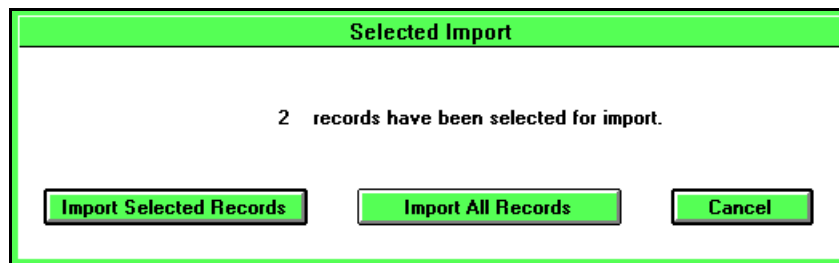 Selected Import
2 records have been selected for import.
Import Selected Records Import All Records Cancel